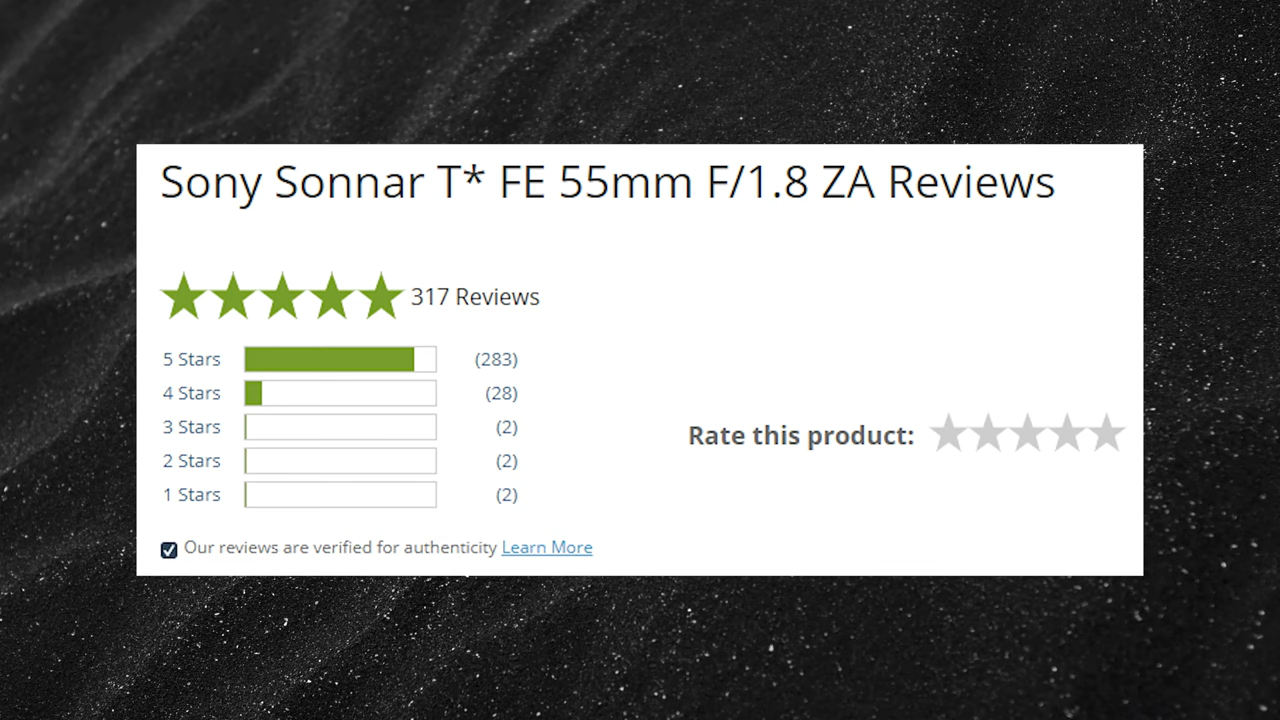 Sony Sonnar T* FE 55mm F/1.8 ZA Reviews
317 Reviews
5 Stars (283)
4 Stars (28)
3 Stars (2)
2 Stars (2)
1 Stars (2)
Rate this product:
Our reviews are verified for authenticity Learn More